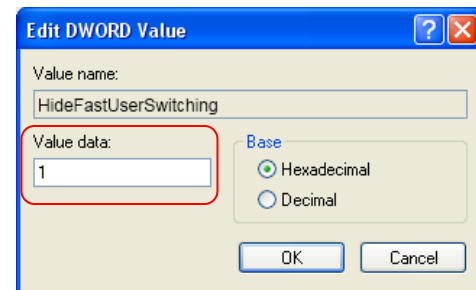 Edit DWORD Value
Value name:
HideFastUserSwitching
Value data:
1
Base
Hexadecimal
Decimal
OK
Cancel